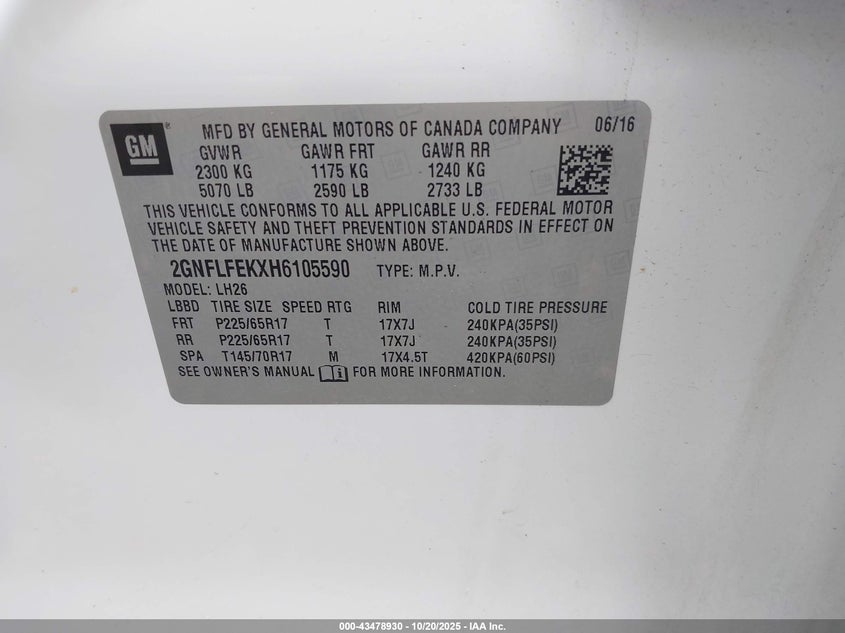 GM ® MFD BY GENERAL MOTORS OF CANADA COMPANY 06/16
GVWR GAWR FRT GAWR RR
2300 KG 1175 KG 1240 KG
5070 LB 2590 LB 2733 LB
THIS VEHICLE CONFORMS TO ALL APPLICABLE U.S. FEDERAL MOTOR
VEHICLE SAFETY AND THEFT PREVENTION STANDARDS IN EFFECT ON
THE DATE OF MANUFACTURE SHOWN ABOVE.
2GNFLFEKXH6105590 TYPE: M.P.V.
MODEL: LH26
LBBD TIRE SIZE SPEED RTG RIM COLD TIRE PRESSURE
FRT P225/65R17 T 17X7J 240KPA(35PSI)
RR P225/65R17 T 17X7J 240KPA(35PSI)
SPA T145/70R17 M 17X4.5T 420KPA(60PSI)
SEE OWNER'S MANUAL FOR MORE INFORMATION.
000-43478930 - 10/20/2025 - IAA Inc.